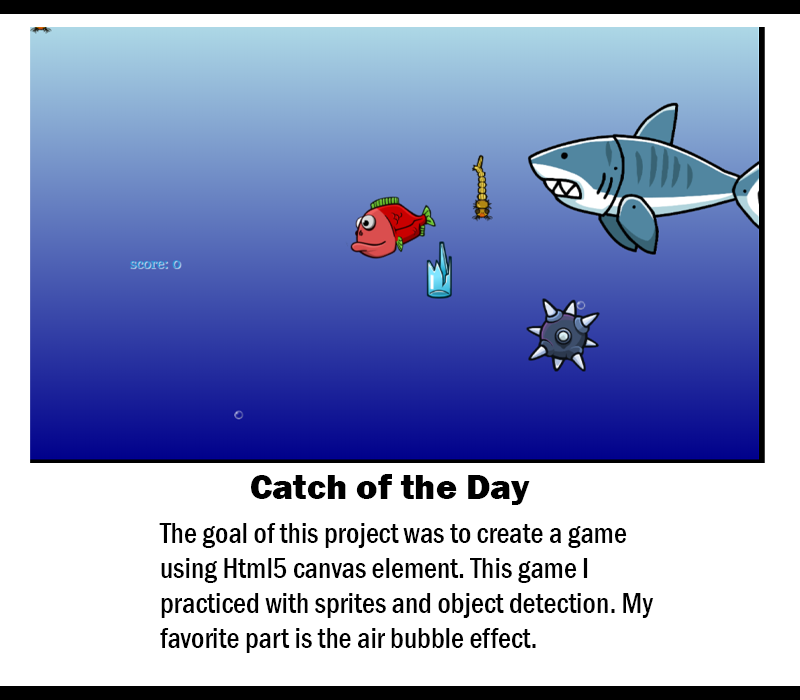 score: 0
Catch of the Day
The goal of this project was to create a game
using Html5 canvas element. This game I
practiced with sprites and object detection. My
favorite part is the air bubble effect.